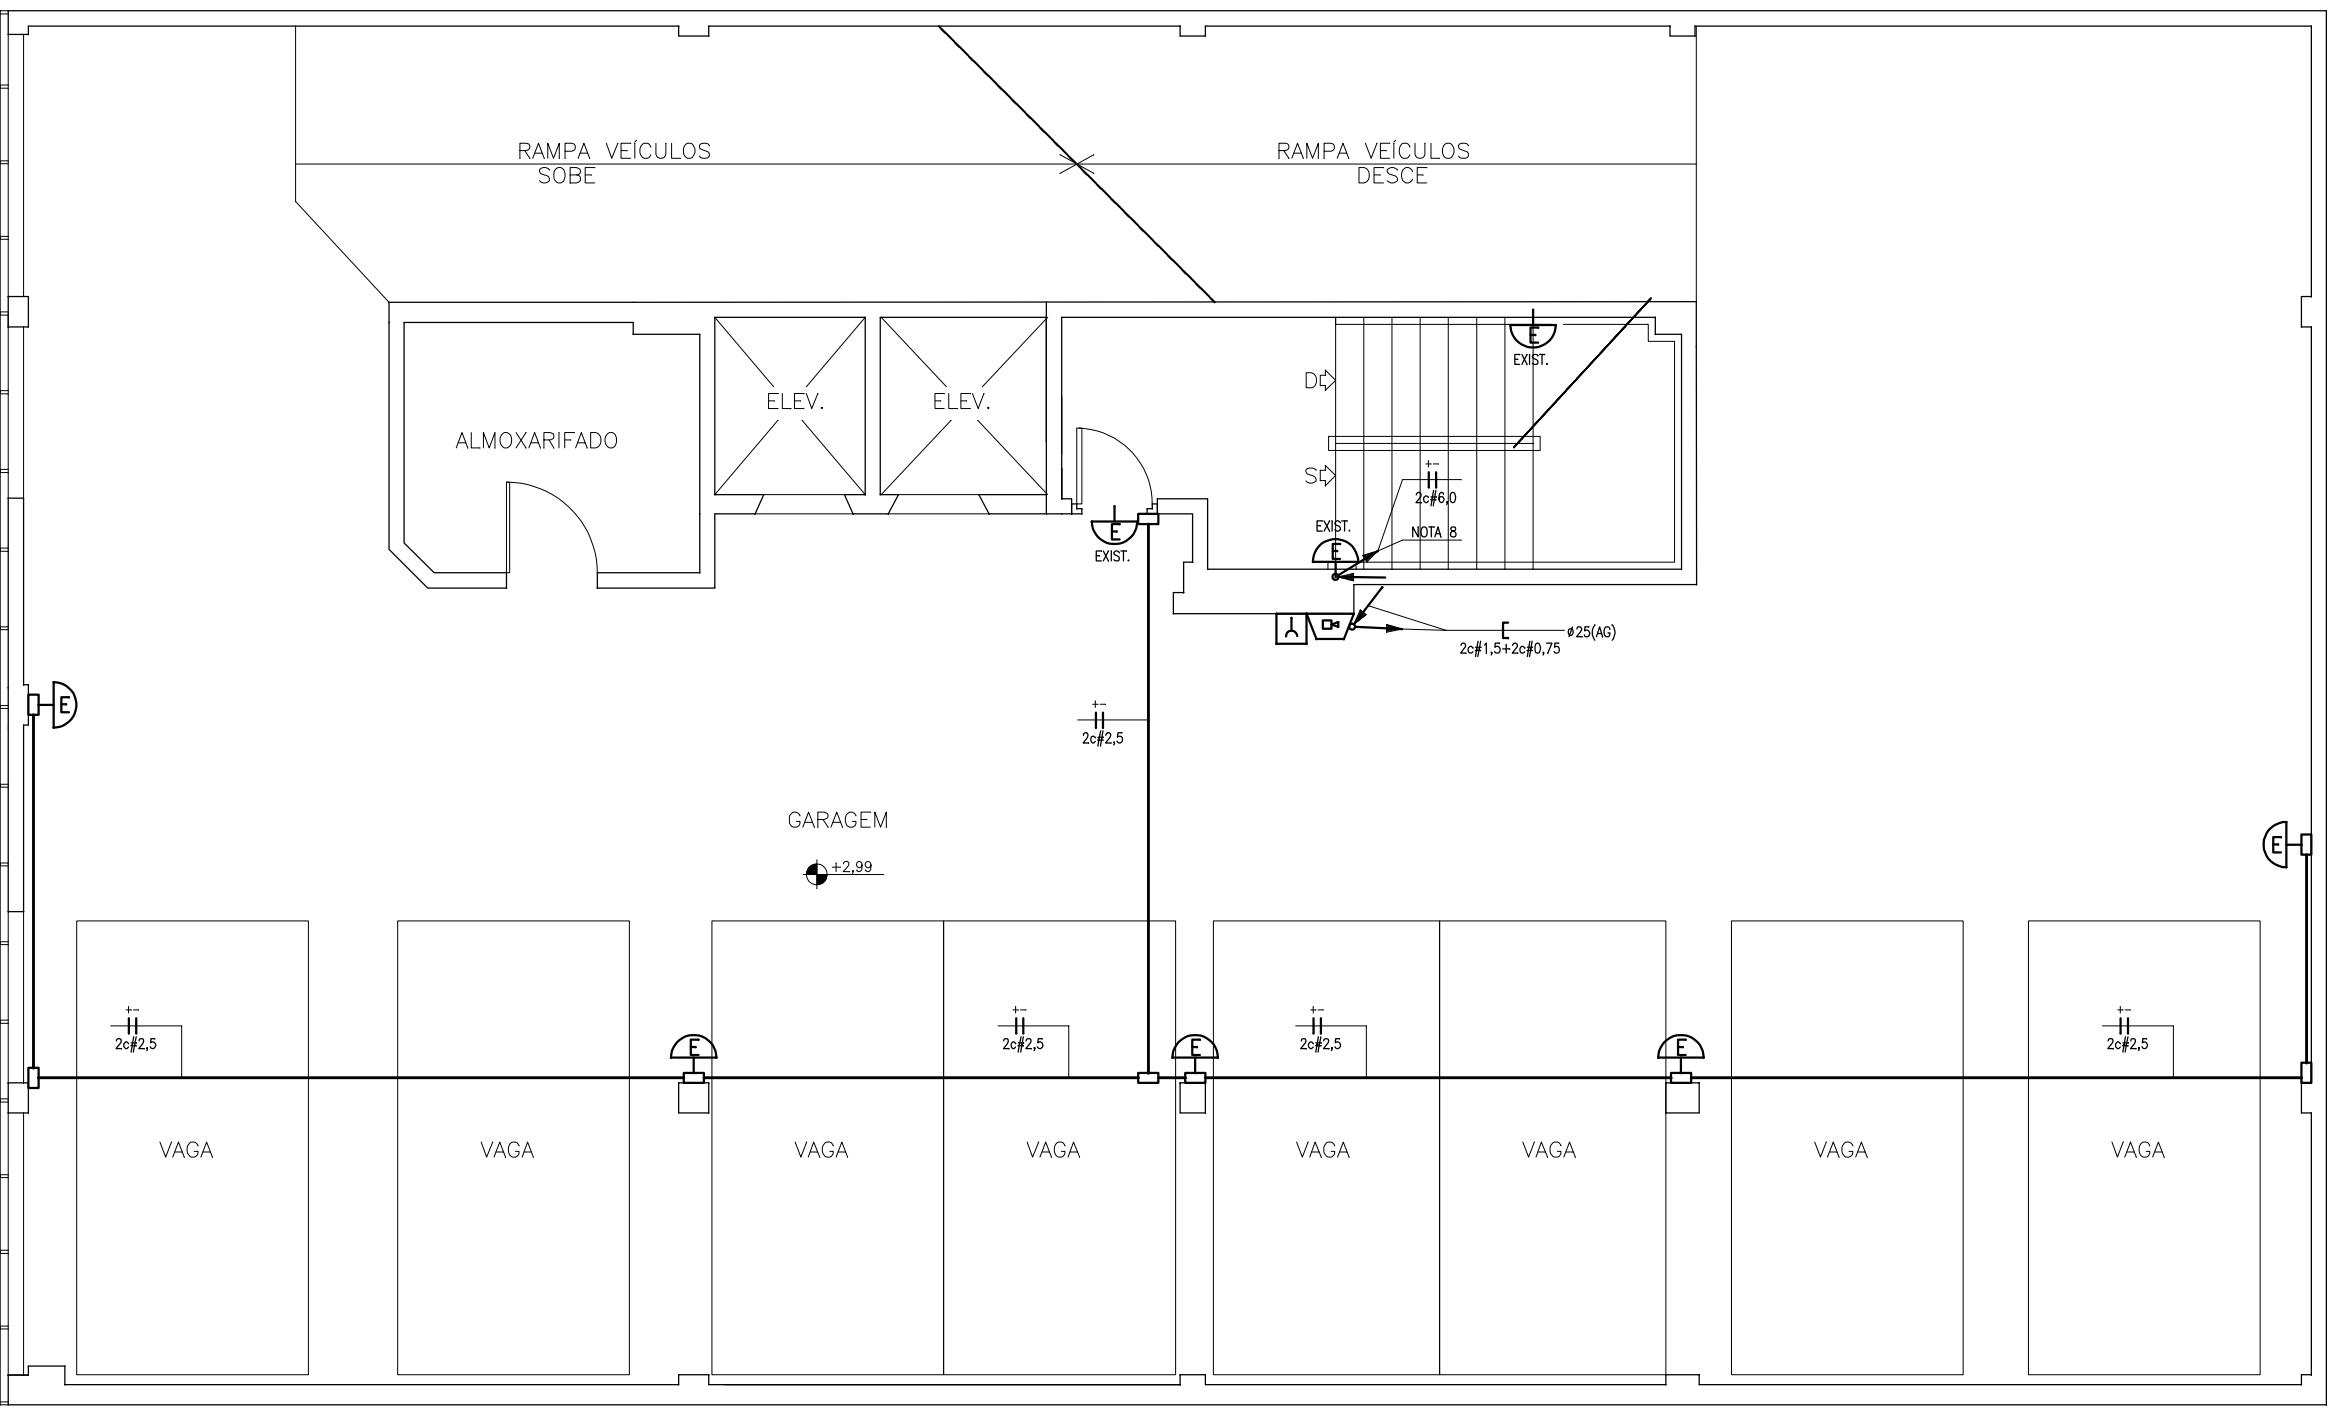 RAMPA VEÍCULOS
SOBE
RAMPA VEÍCULOS
DESCE
E
EXIST.
D
ELEV.
ELEV.
ALMOXARIFADO
S
+-
2c#6,0
EXIST.
NOTA 8
E
EXIST.
E
E
ø25(AG)
2c#1,5+2c#0,75
E
+-
2c#2,5
GARAGEM
+2,99
E
+-
2c#2,5
+-
2c#2,5
+-
2c#2,5
+-
2c#2,5
E
E
E
VAGA
VAGA
VAGA
VAGA
VAGA
VAGA
VAGA
VAGA